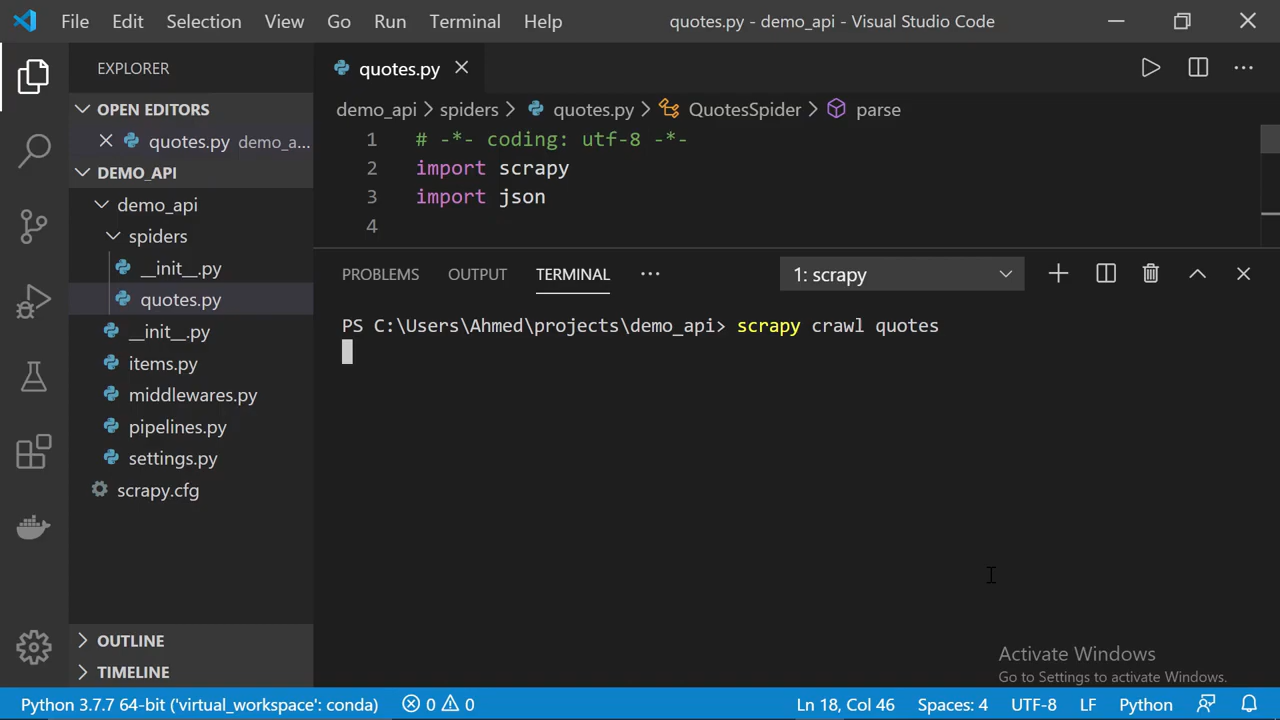 File Edit Selection View Go Run Terminal Help quotes.py - demo_api - Visual Studio Code
EXPLORER
OPEN EDITORS
quotes.py demo_a...
DEMO_API
demo_api
spiders
__init__.py
quotes.py
__init__.py
items.py
middlewares.py
pipelines.py
settings.py
scrapy.cfg
OUTLINE
TIMELINE
quotes.py
demo_api > spiders > quotes.py > QuotesSpider > parse
1 # -*- coding: utf-8 -*-
2 import scrapy
3 import json
4
PROBLEMS OUTPUT TERMINAL ... 1: scrapy
PS C:\Users\Ahmed\projects\demo_api> scrapy crawl quotes
Activate Windows
Go to Settings to activate Windows.
Python 3.7.7 64-bit ('virtual_workspace': conda) 0 0 Ln 18, Col 46 Spaces: 4 UTF-8 LF Python